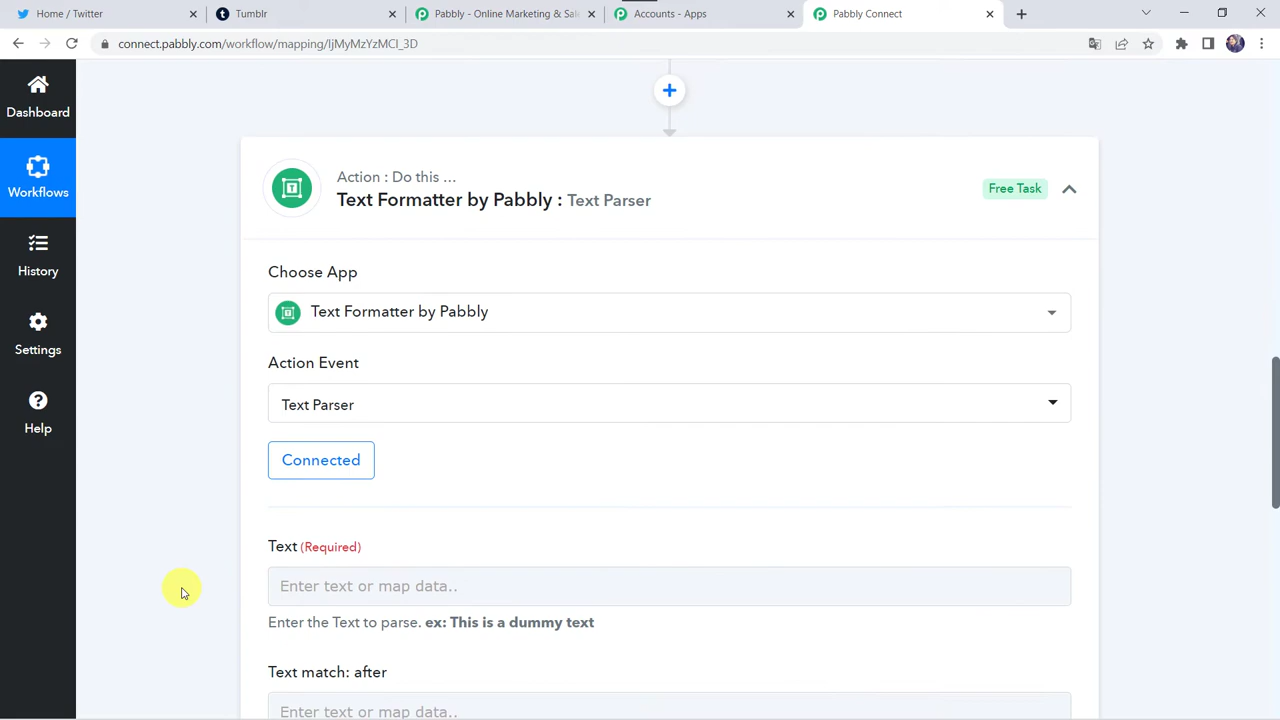 Home / Twitter
Tumblr
Pabbly - Online Marketing & Sal
Accounts - Apps
Pabbly Connect
connect.pabbly.com/workflow/mapping/IjMyMzYzMCI_3D
Dashboard
Workflows
History
Settings
Help
Action : Do this ...
Text Formatter by Pabbly : Text Parser
Free Task
Choose App
Text Formatter by Pabbly
Action Event
Text Parser
Connected
Text (Required)
Enter text or map data..
Enter the Text to parse. ex: This is a dummy text
Text match: after
Enter text or map data..